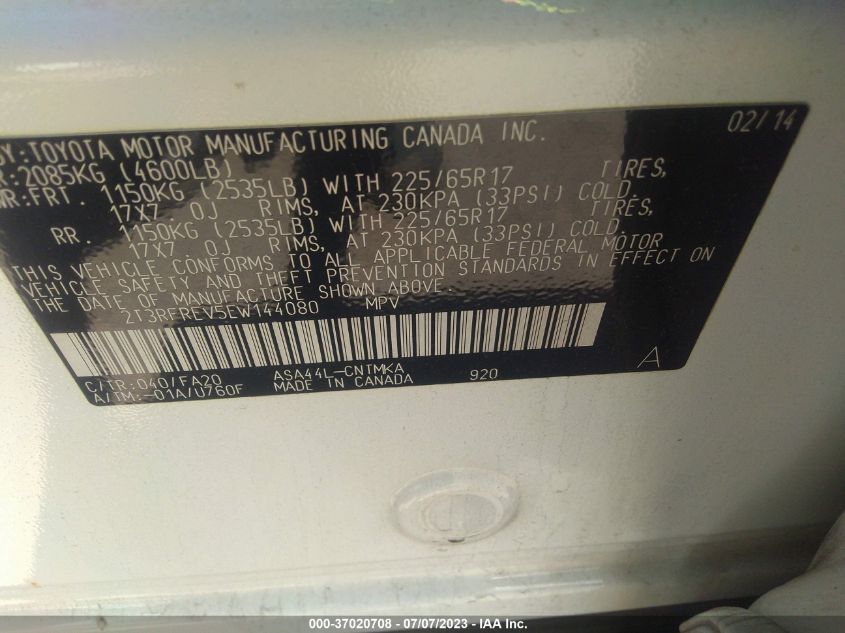 BY:TOYOTA MOTOR MANUFACTURING CANADA INC. 02/14
R:2085KG (4600LB)
WR:FRT. 1150KG (2535LB) WITH 225/65R17 TIRES,
17X7 0J RIMS, AT 230KPA (33PSI) COLD.
RR. 1150KG (2535LB) WITH 225/65R17 TIRES,
17X7 0J RIMS, AT 230KPA (33PSI) COLD.
THIS VEHICLE CONFORMS TO ALL APPLICABLE FEDERAL MOTOR
VEHICLE SAFETY AND THEFT PREVENTION STANDARDS IN EFFECT ON
THE DATE OF MANUFACTURE SHOWN ABOVE.
2T3RFREV5EW144080 MPV
C/TR:040/FA20 ASA44L-CNTMKA 920 A
A/TM:-01A/U760F MADE IN CANADA
000-37020708 - 07/07/2023 - IAA Inc.